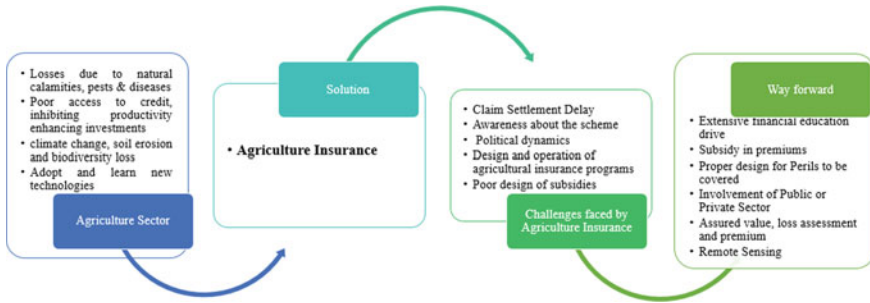 • Losses due to natural
calamities, pests & diseases
• Poor access to credit,
inhibiting productivity
enhancing investments
• climate change, soil erosion
and biodiversity loss
• Adopt and learn new
technologies
Agriculture Sector
Solution
• Agriculture Insurance
• Claim Settlement Delay
• Awareness about the scheme
• Political dynamics
• Design and operation of
agricultural insurance programs
• Poor design of subsidies
Challenges faced by
Agriculture Insurance
Way forward
• Extensive financial education
drive
• Subsidy in premiums
• Proper design for Perils to be
covered
• Involvement of Public or
Private Sector
• Assured value, loss assessment
and premium
• Remote Sensing